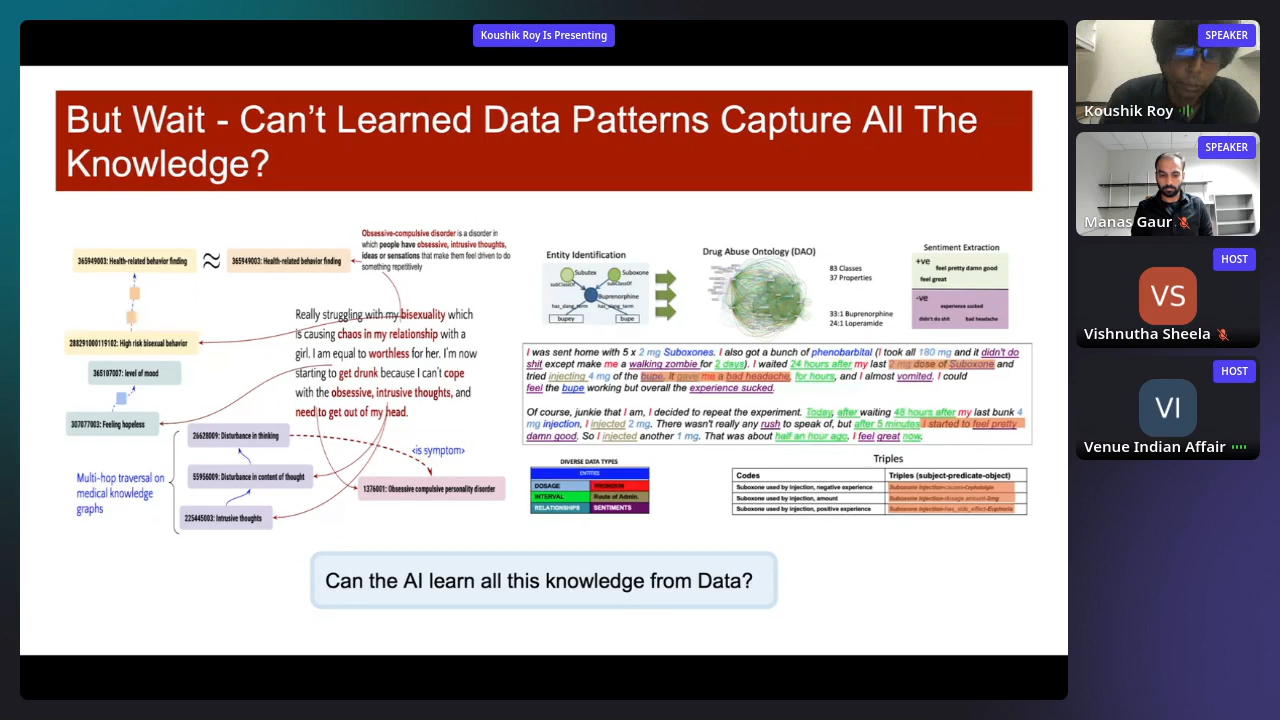 Koushik Roy Is Presenting
But Wait - Can't Learned Data Patterns Capture All The
Knowledge?
365949003: Health-related behavior finding
≈
365949003: Health-related behavior finding
Obsessive-compulsive disorder is a disorder in
which people have obsessive, intrusive thoughts,
ideas or sensations that make them feel driven to do
something repetitively
288291000119102: High risk bisexual behavior
365107007: level of mood
307077003: Feeling hopeless
Really struggling with my bisexuality which
is causing chaos in my relationship with a
girl. I am equal to worthless for her. I'm now
starting to get drunk because I can't cope
with the obsessive, intrusive thoughts, and
need to get out of my head.
26628009: Disturbance in thinking
<is symptom>
55956001: Disturbance in content of thought
1376001: Obsessive compulsive personality disorder
225445003: Intrusive thoughts
Multi-hop traversal on
medical knowledge
graphs
Entity Identification
Subutex
Suboxone
subClassOf
subClassOf
Buprenorphine
has_slang_term
has_slang_term
bupey
bupe
Drug Abuse Ontology (DAO)
83 Classes
37 Properties
33:1 Buprenorphine
24:1 Loperamide
Sentiment Extraction
+ve
feel pretty damn good
feel great
-ve
experience sucked
didn't do shit
bad headache
I was sent home with 5 x 2 mg Suboxones. I also got a bunch of phenobarbital (I took all 180 mg and it didn't do
shit except make me a walking zombie for 2 days). I waited 24 hours after my last 2 mg dose of Suboxone and
tried injecting 4 mg of the bupe. It gave me a bad headache, for hours, and I almost vomited. I could
feel the bupe working but overall the experience sucked.
Of course, junkie that I am, I decided to repeat the experiment. Today, after waiting 48 hours after my last bunk 4
mg injection, I injected 2 mg. There wasn't really any rush to speak of, but after 5 minutes I started to feel pretty
damn good. So I injected another 1 mg. That was about half an hour ago. I feel great now.
DIVERSE DATA TYPES
ENTITIES
DOSAGE
PRONOUN
INTERVAL
Route of Admin.
RELATIONSHIPS
SENTIMENTS
Triples
Codes
Triples (subject-predicate-object)
Suboxone used by injection, negative experience
Suboxone injection-causes-Cephalalgia
Suboxone used by injection, amount
Suboxone injection-dosage amount-2mg
Suboxone used by injection, positive experience
Suboxone injection-has_side_effect-Euphoria
Can the AI learn all this knowledge from Data?
SPEAKER
Koushik Roy
SPEAKER
Manas Gaur
HOST
VS
Vishnutha Sheela
HOST
VI
Venue Indian Affair